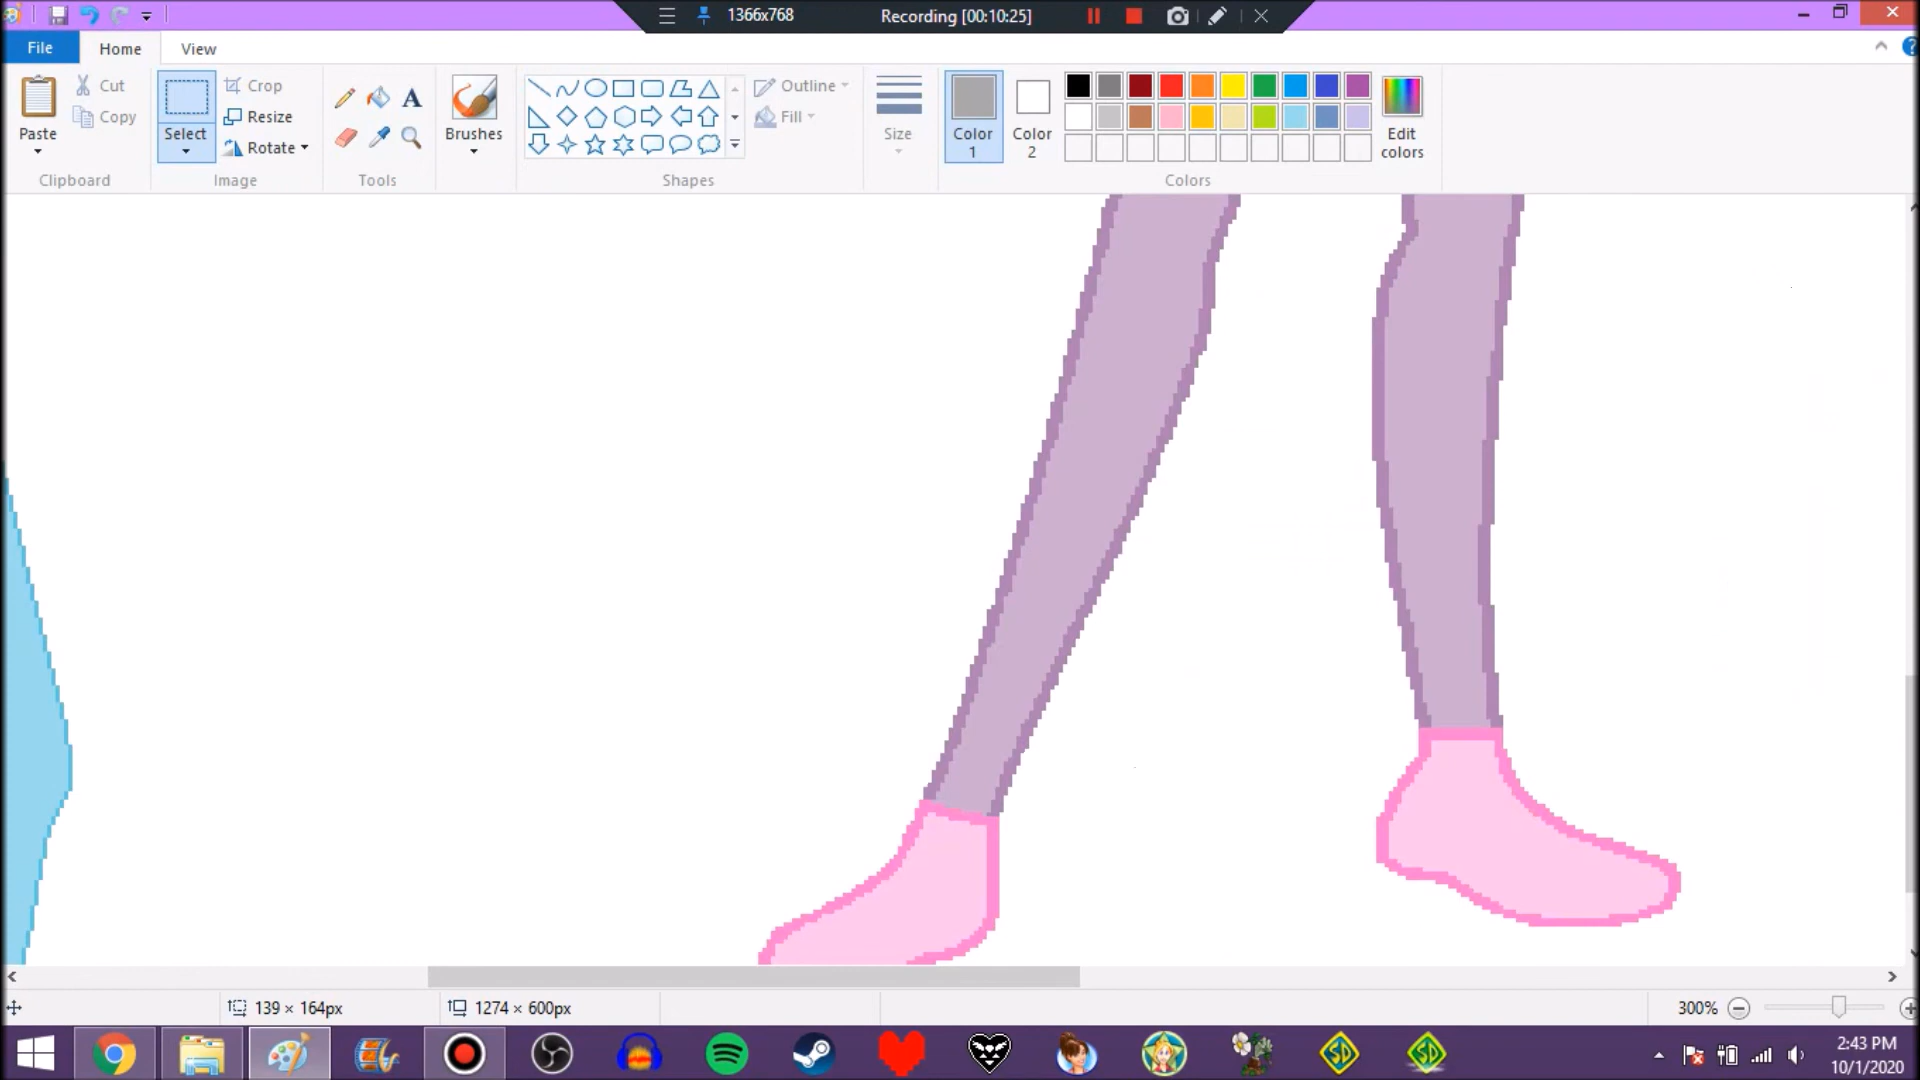 1366x768
Recording [00:10:25]
File
Home
View
Paste
Cut
Copy
Clipboard
Select
Crop
Resize
Rotate
Image
A
Tools
Brushes
Shapes
Outline
Fill
Size
Color
1
Color
2
Edit
colors
Colors
139 × 164px
1274 × 600px
300%
SD
SD
2:43 PM
10/1/2020